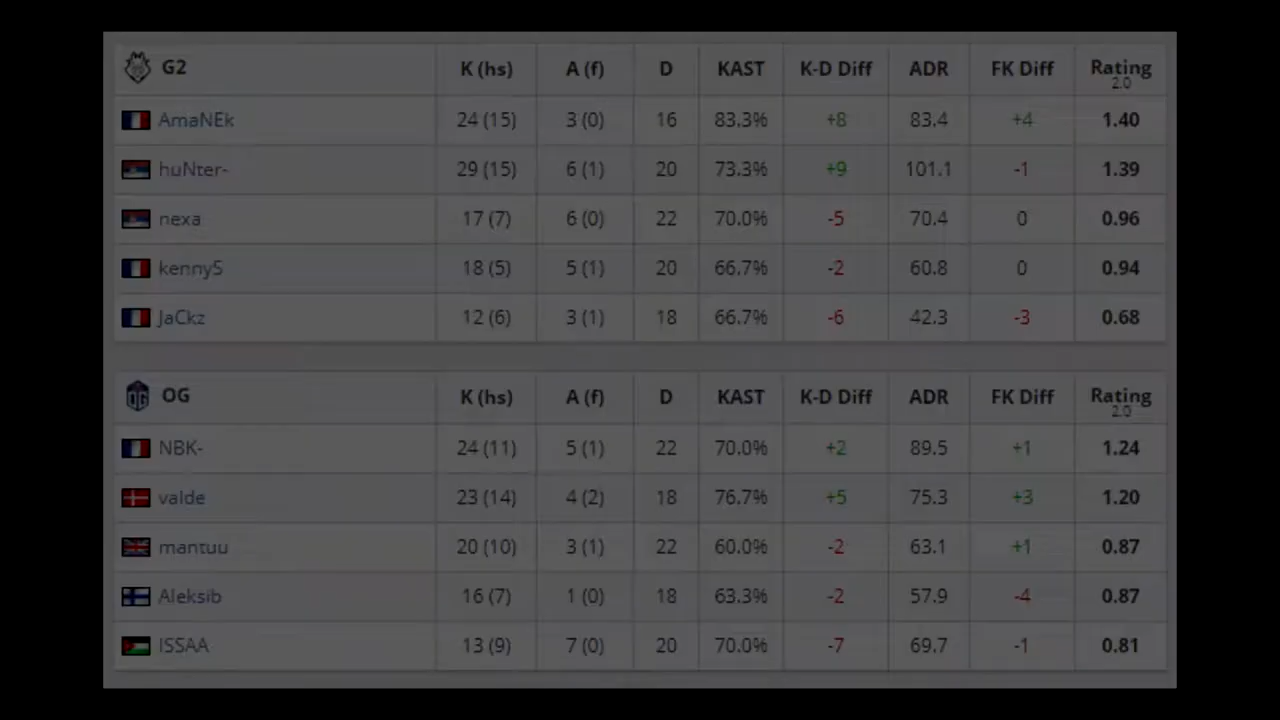 G2 K (hs) A (f) D KAST K-D Diff ADR FK Diff Rating 2.0
AmaNEk 24 (15) 3 (0) 16 83.3% +8 83.4 +4 1.40
huNter- 29 (15) 6 (1) 20 73.3% +9 101.1 -1 1.39
nexa 17 (7) 6 (0) 22 70.0% -5 70.4 0 0.96
kennyS 18 (5) 5 (1) 20 66.7% -2 60.8 0 0.94
JaCkz 12 (6) 3 (1) 18 66.7% -6 42.3 -3 0.68
OG K (hs) A (f) D KAST K-D Diff ADR FK Diff Rating 2.0
NBK- 24 (11) 5 (1) 22 70.0% +2 89.5 +1 1.24
valde 23 (14) 4 (2) 18 76.7% +5 75.3 +3 1.20
mantuu 20 (10) 3 (1) 22 60.0% -2 63.1 +1 0.87
Aleksib 16 (7) 1 (0) 18 63.3% -2 57.9 -4 0.87
ISSAA 13 (9) 7 (0) 20 70.0% -7 69.7 -1 0.81